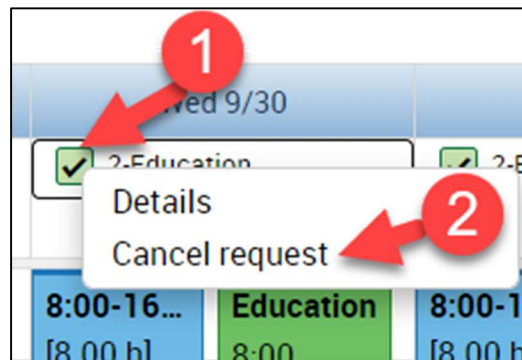 1
Wed 9/30
2-Education
Details
Cancel request
2
8:00-16... Education 8:00-1
[8.00 h] 8:00 [8.00 h